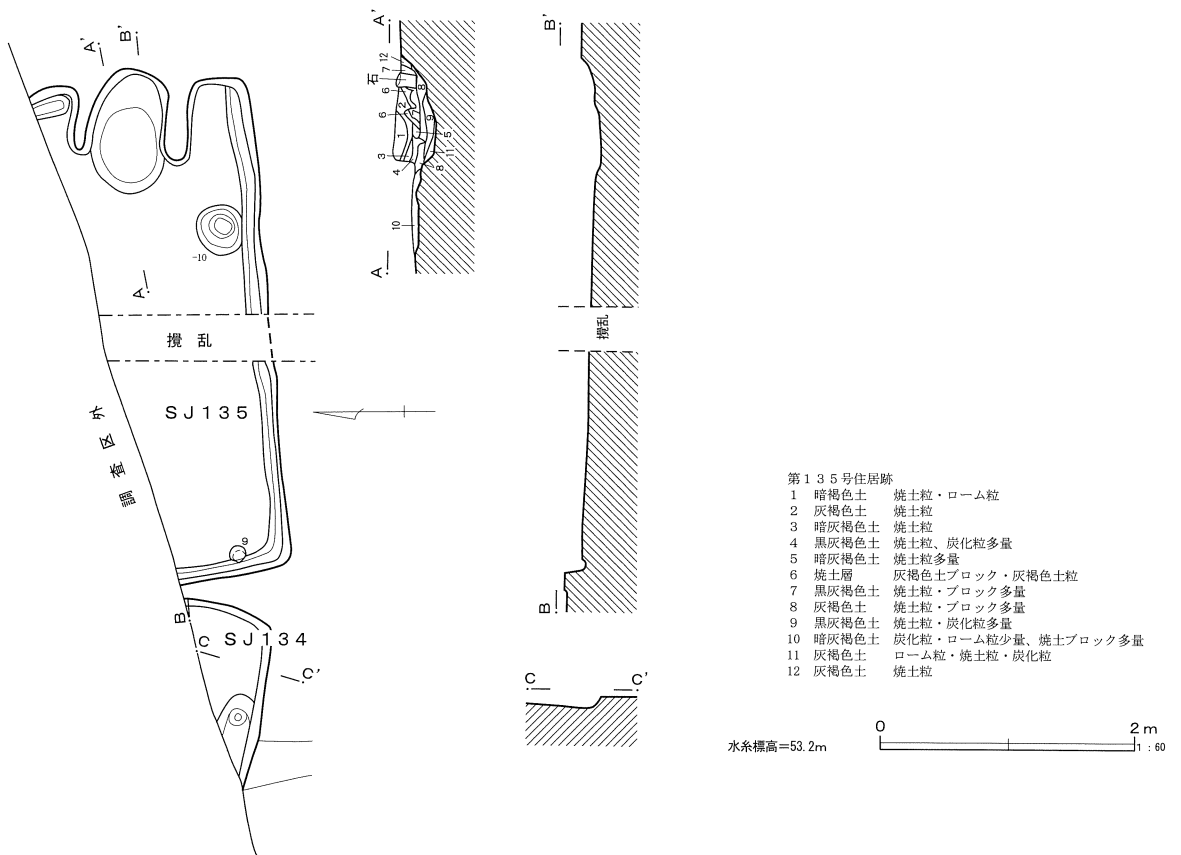 A'
B'
-10
A
攪乱
SJ135
調査区外
9
B
C
SJ134
C'
A'
12
7
石
6
8
2
7
6
9
1
5
3
11
4
8
10
A
B'
攪乱
B
C
C'
第135号住居跡
1 暗褐色土 焼土粒・ローム粒
2 灰褐色土 焼土粒
3 暗灰褐色土 焼土粒
4 黒灰褐色土 焼土粒、炭化粒多量
5 暗灰褐色土 焼土粒多量
6 焼土層 灰褐色土ブロック・灰褐色土粒
7 黒灰褐色土 焼土粒・ブロック多量
8 灰褐色土 焼土粒・ブロック多量
9 黒灰褐色土 焼土粒・炭化粒多量
10 暗灰褐色土 炭化粒・ローム粒少量、焼土ブロック多量
11 灰褐色土 ローム粒・焼土粒・炭化粒
12 灰褐色土 焼土粒
水糸標高=53.2m
0 2m
1:60